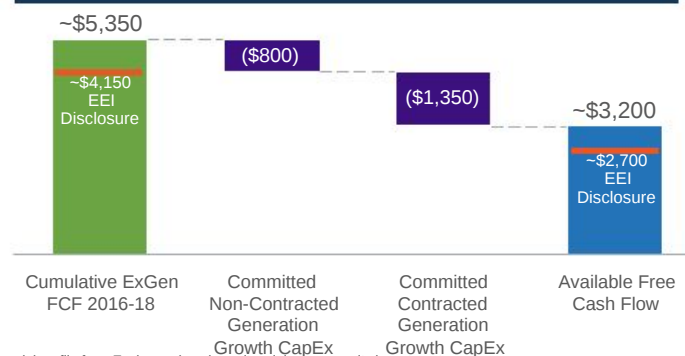 ~$5,350
($800)
~$4,150
EEI
Disclosure
($1,350)
~$3,200
~$2,700
EEI
Disclosure
Cumulative ExGen
FCF 2016-18
Committed
Non-Contracted
Generation
Growth CapEx
Committed
Contracted
Generation
Growth CapEx
Available Free
Cash Flow